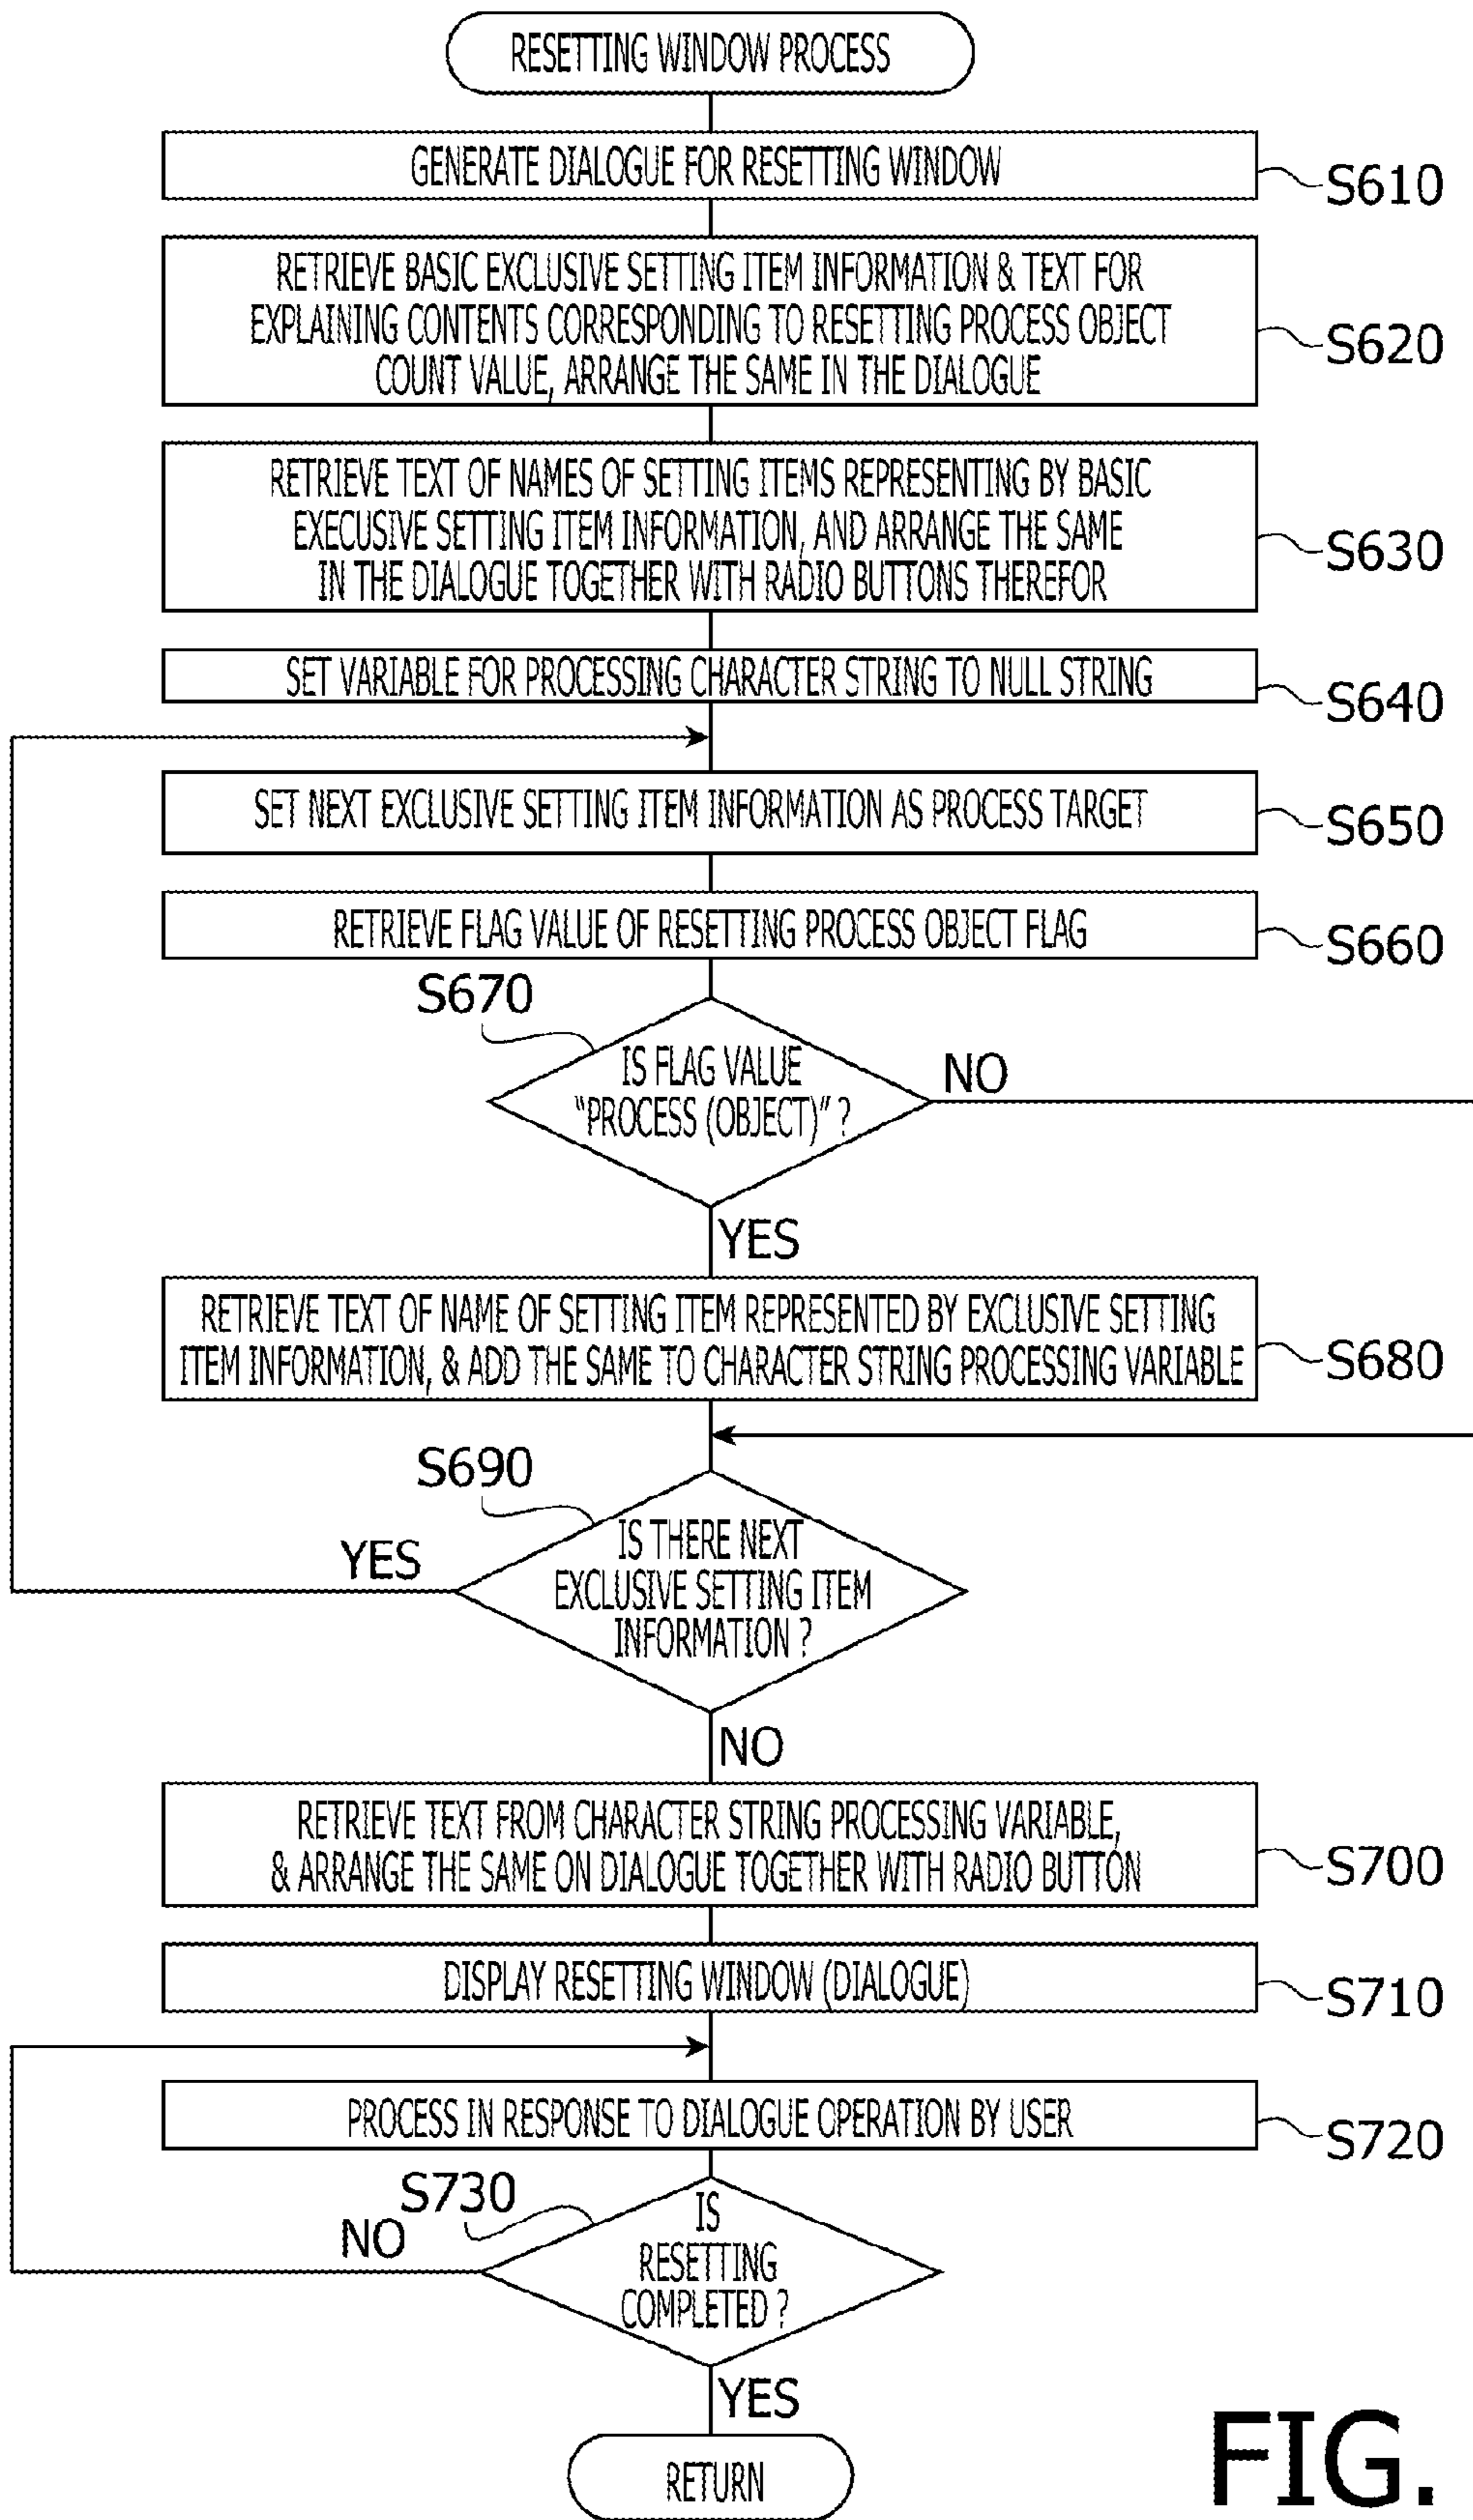 RESETTING WINDOW PROCESS
GENERATE DIALOGUE FOR RESETTING WINDOW
S610
RETRIEVE BASIC EXCLUSIVE SETTING ITEM INFORMATION & TEXT FOR
EXPLAINING CONTENTS CORRESPONDING TO RESETTING PROCESS OBJECT
COUNT VALUE, ARRANGE THE SAME IN THE DIALOGUE
S620
RETRIEVE TEXT OF NAMES OF SETTING ITEMS REPRESENTING BY BASIC
EXECUSIVE SETTING ITEM INFORMATION, AND ARRANGE THE SAME
IN THE DIALOGUE TOGETHER WITH RADIO BUTTONS THEREFOR
S630
SET VARIABLE FOR PROCESSING CHARACTER STRING TO NULL STRING
S640
SET NEXT EXCLUSIVE SETTING ITEM INFORMATION AS PROCESS TARGET
S650
RETRIEVE FLAG VALUE OF RESETTING PROCESS OBJECT FLAG
S660
S670
IS FLAG VALUE
“PROCESS (OBJECT)” ?
NO
YES
RETRIEVE TEXT OF NAME OF SETTING ITEM REPRESENTED BY EXCLUSIVE SETTING
ITEM INFORMATION, & ADD THE SAME TO CHARACTER STRING PROCESSING VARIABLE
S680
S690
IS THERE NEXT
EXCLUSIVE SETTING ITEM
INFORMATION ?
YES
NO
RETRIEVE TEXT FROM CHARACTER STRING PROCESSING VARIABLE,
& ARRANGE THE SAME ON DIALOGUE TOGETHER WITH RADIO BUTTON
S700
DISPLAY RESETTING WINDOW (DIALOGUE)
S710
PROCESS IN RESPONSE TO DIALOGUE OPERATION BY USER
S720
S730
IS
RESETTING
COMPLETED ?
NO
YES
RETURN
FIG.